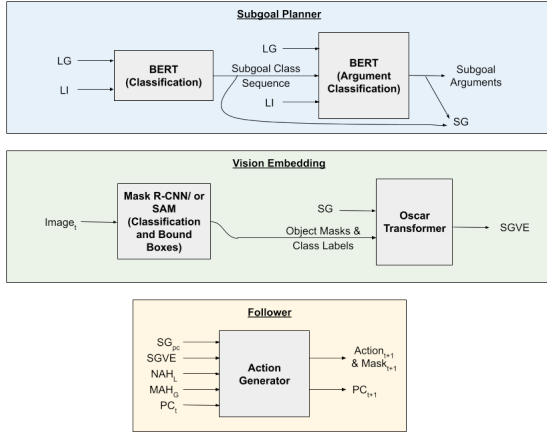 Subgoal Planner
LG
LI
BERT
(Classification)
Subgoal Class
Sequence
LG
LI
BERT
(Argument
Classification)
Subgoal
Arguments
SG
Vision Embedding
Image_t
Mask R-CNN/ or
SAM
(Classification
and Bound
Boxes)
SG
Object Masks &
Class Labels
Oscar
Transformer
SGVE
Follower
SG_pc
SGVE
NAH_L
MAH_G
PC_t
Action
Generator
Action_t+1
& Mask_t+1
PC_t+1